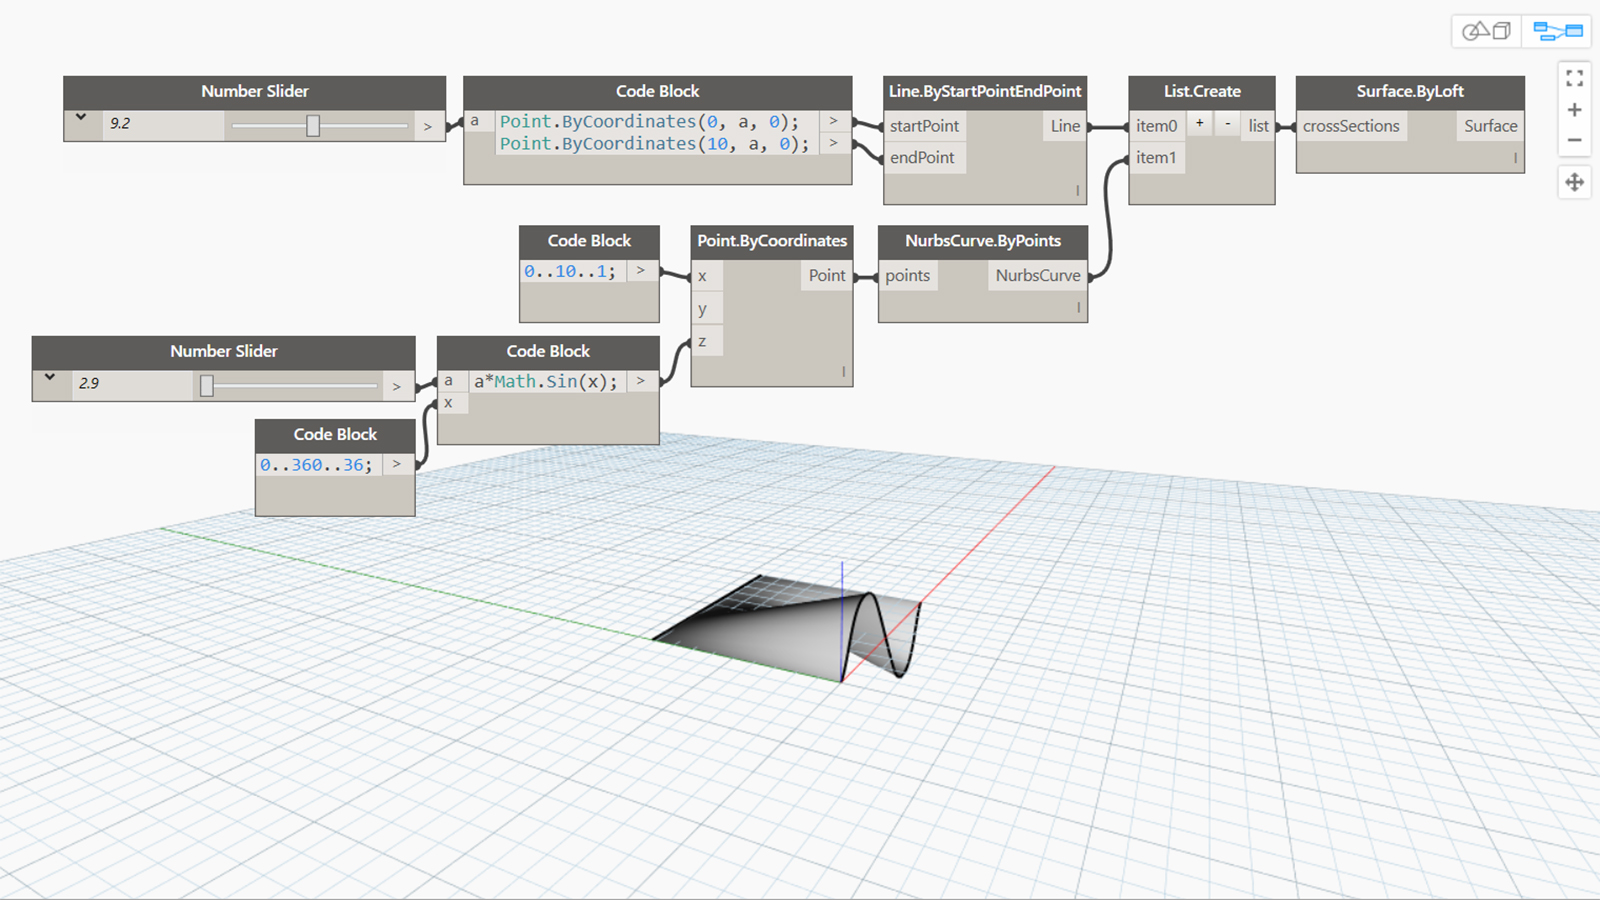 Number Slider
9.2
>
Code Block
a
Point.ByCoordinates(0, a, 0);
>
Point.ByCoordinates(10, a, 0);
>
Line.ByStartPointEndPoint
startPoint
Line
endPoint
l
List.Create
item0
+
-
list
item1
Surface.ByLoft
crossSections
Surface
l
Code Block
0..10..1;
>
Point.ByCoordinates
x
Point
y
z
l
NurbsCurve.ByPoints
points
NurbsCurve
l
Number Slider
2.9
>
Code Block
a
a*Math.Sin(x);
>
x
Code Block
0..360..36;
>